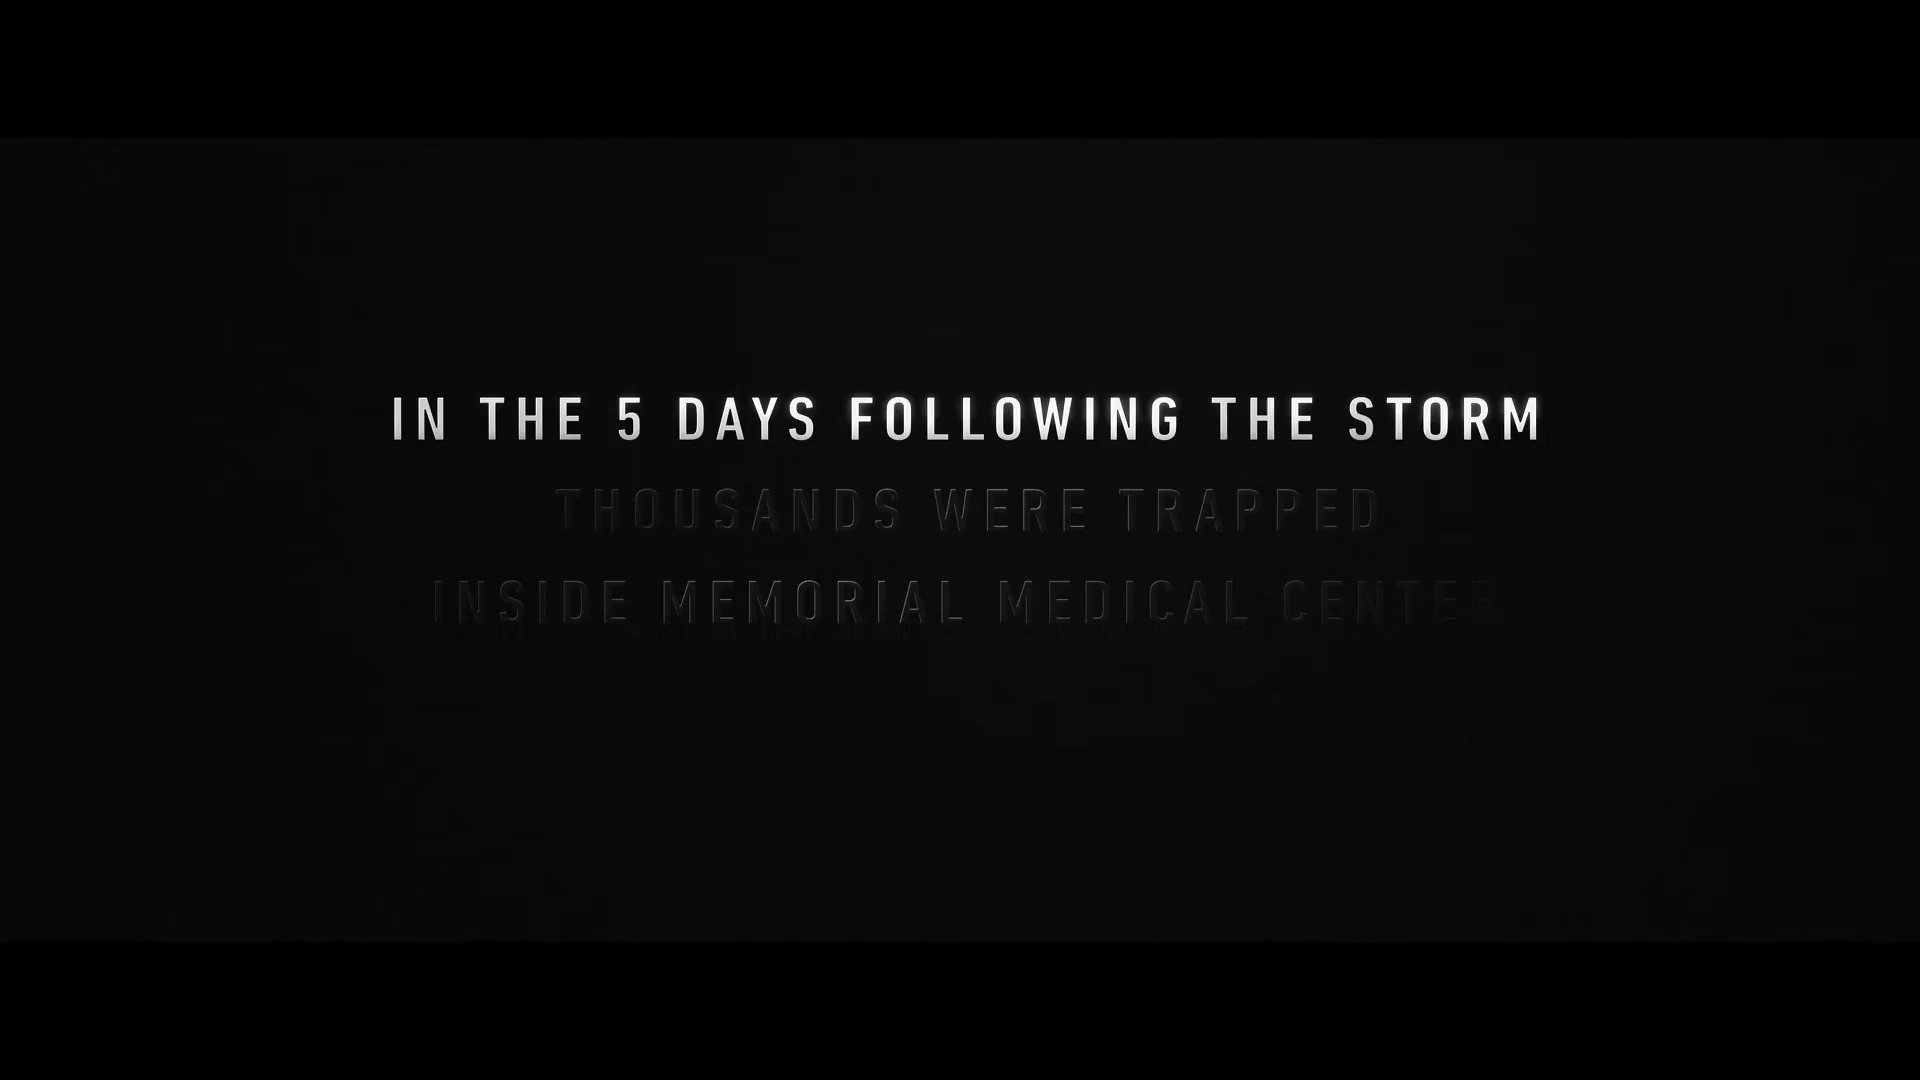 IN THE 5 DAYS FOLLOWING THE STORM
THOUSANDS WERE TRAPPED
INSIDE MEMORIAL MEDICAL CENTER